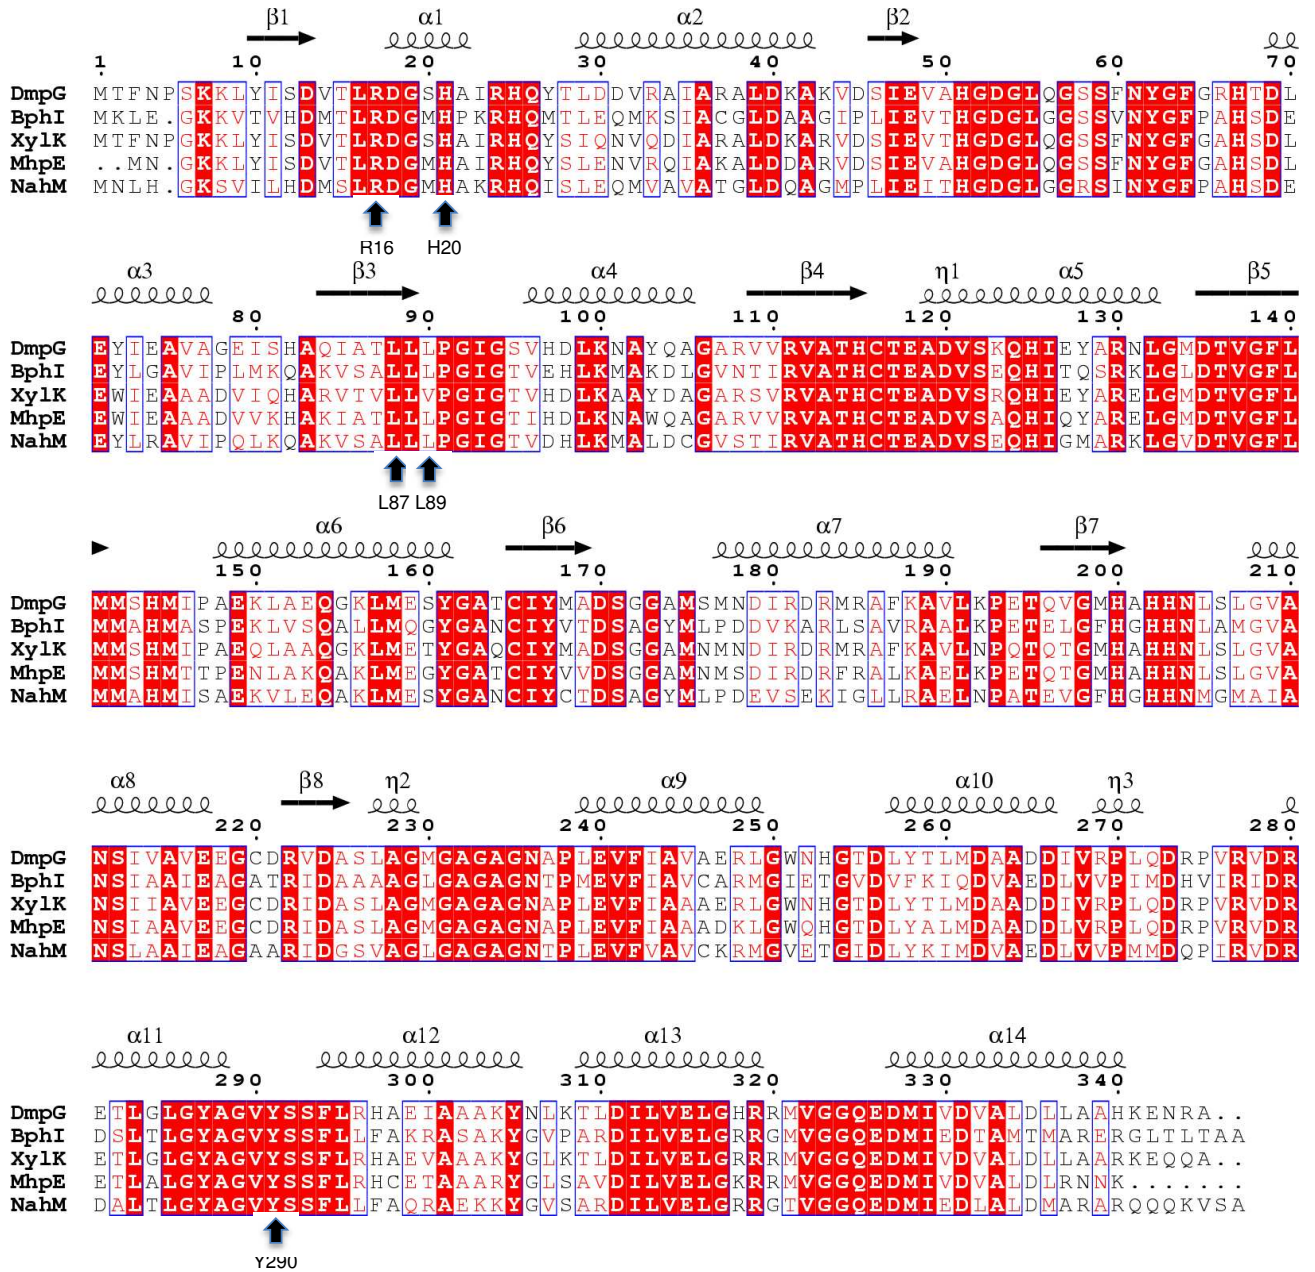 β1 α1 α2 β2
1 10 20 30 40 50 60 70
DmpG MTFNPSKKLYISDVTLRDGSHAIRHQYTLDDVRAIARALDKAKVDSIEVAHGDGLQGSSFNYGFGRHTDL
BphI MKLE.GKKVTVHDMTLRDGMHPKRHQMTLEQMKSIACGLDAAGIPLIEVTHGDGLGGSSVNYGFPAHSDE
XylK MTFNPGKKLYISDVTLRDGSHAIRHQYSIQNVQDIARALDKARVDSIEVAHGDGLQGSSFNYGFGAHSDL
MhpE ..MN.GKKLYISDVTLRDGMHAIRHQYSLENVRQIAKALDDARVDSIEVAHGDGLQGSSFNYGFGAHSDL
NahM MNLH.GKSVILHDMSLRDGMHAKRHQISLEQMVAVATGLDQAGMPLIEITHGDGLGGRSINYGFPAHSDE
R16 H20
α3 β3 α4 β4 η1 α5 β5
80 90 100 110 120 130 140
DmpG EYIEAVAGEISHAQIATLLLPGIGSVHDLKNAYQAGARVVRVATHCTEADVSKQHIEYARNLGMDTVGFL
BphI EYLGAVIPLMKQAKVSALLLPGIGTVEHLKMAKDLGVNTIRVATHCTEADVSEQHITQSRKLGLDTVGFL
XylK EWIEAAADVIQHARVTVLLVPGIGTVHDLKAAYDAGARSVRVATHCTEADVSRQHIEYARELGMDTVGFL
MhpE EWIEAAADVVKHAKIATLLLPGIGTIHDLKNAWQAGARVVRVATHCTEADVSAQHIQYARELGMDTVGFL
NahM EYLRAVIPQLKQAKVSALLLPGIGTVDHLKMALDCGVSTIRVATHCTEADVSEQHIGMARKLGVDTVGFL
L87 L89
α6 β6 α7 β7
150 160 170 180 190 200 210
DmpG MMSHMIPAEKLAEQGKLMESYGATCIYMADSGGAMSMNDIRDRMRAFKAVLKPETQVGMHAHHNLSLGVA
BphI MMAHMASPEKLVSQALLMQGYGANCIYVTDSAGYMLPDDVKARLSAVRAALKPETELGFHGHHNLAMGVA
XylK MMSHMIPAEQLAAQGKLMETYGAQCIYMADSGGAMNMNDIRDRMRAFKAVLNPQTQTGMHAHHNLSLGVA
MhpE MMSHMTTPENLAKQAKLMEGYGATCIYVVDSGGAMNMSDIRDRFRALKAELKPETQTGMHAHHNLSLGVA
NahM MMAHMISAEKVLEQAKLMESYGANCIYCTDSAGYMLPDEVSEKIGLLRAELNPATEVGFHGHHNMGMAIA
α8 β8 η2 α9 α10 η3
220 230 240 250 260 270 280
DmpG NSIVAVEEGCDRVDASLAGMGAGAGNAPLEVFIAVAERLGWNHGTDLYTLMDAADDIVRPLQDRPVRVDR
BphI NSIAAIEAGATRIDAAAAGLGAGAGNTPMEVFIAVCARMGIETGVDVFKIQDVAEDLVVPIMDHVIRIDR
XylK NSIIAVEEGCDRIDASLAGMGAGAGNAPLEVFIAAAERLGWNHGTDLYTLMDAADDIVRPLQDRPVRVDR
MhpE NSIAAVEEGCDRIDASLAGMGAGAGNAPLEVFIAAADKLGWQHGTDLYALMDAADDLVRPLQDRPVRVDR
NahM NSLAAIEAGAARIDGSVAGLGAGAGNTPLEVFVAVCKRMGVETGIDLYKIMDVAEDLVVPMMDQPIRVDR
α11 α12 α13 α14
290 300 310 320 330 340
DmpG ETLGLGYAGVYSSFLRHAEIAAAKYNLKTLDILVELGHRRMVGGQEDMIVDVALDLLAAHKENRA..
BphI DSLTLGYAGVYSSFLLFAKRASAKYGVPARDILVELGRRGMVGGQEDMIEDTAMTMARERGLTLTAA
XylK ETLGLGYAGVYSSFLRHAEVAAAKYGLKTLDILVELGRRRMVGGQEDMIVDVALDLLAARKEQQA..
MhpE ETLALGYAGVYSSFLRHCETAAARYGLSAVDILVELGKRRMVGGQEDMIVDVALDLRNNK.......
NahM DALTLGYAGVYSSFLLFAQRAEKKYGVSARDILVELGRRGTVGGQEDMIEDLALDMARARQQQKVSA
Y290